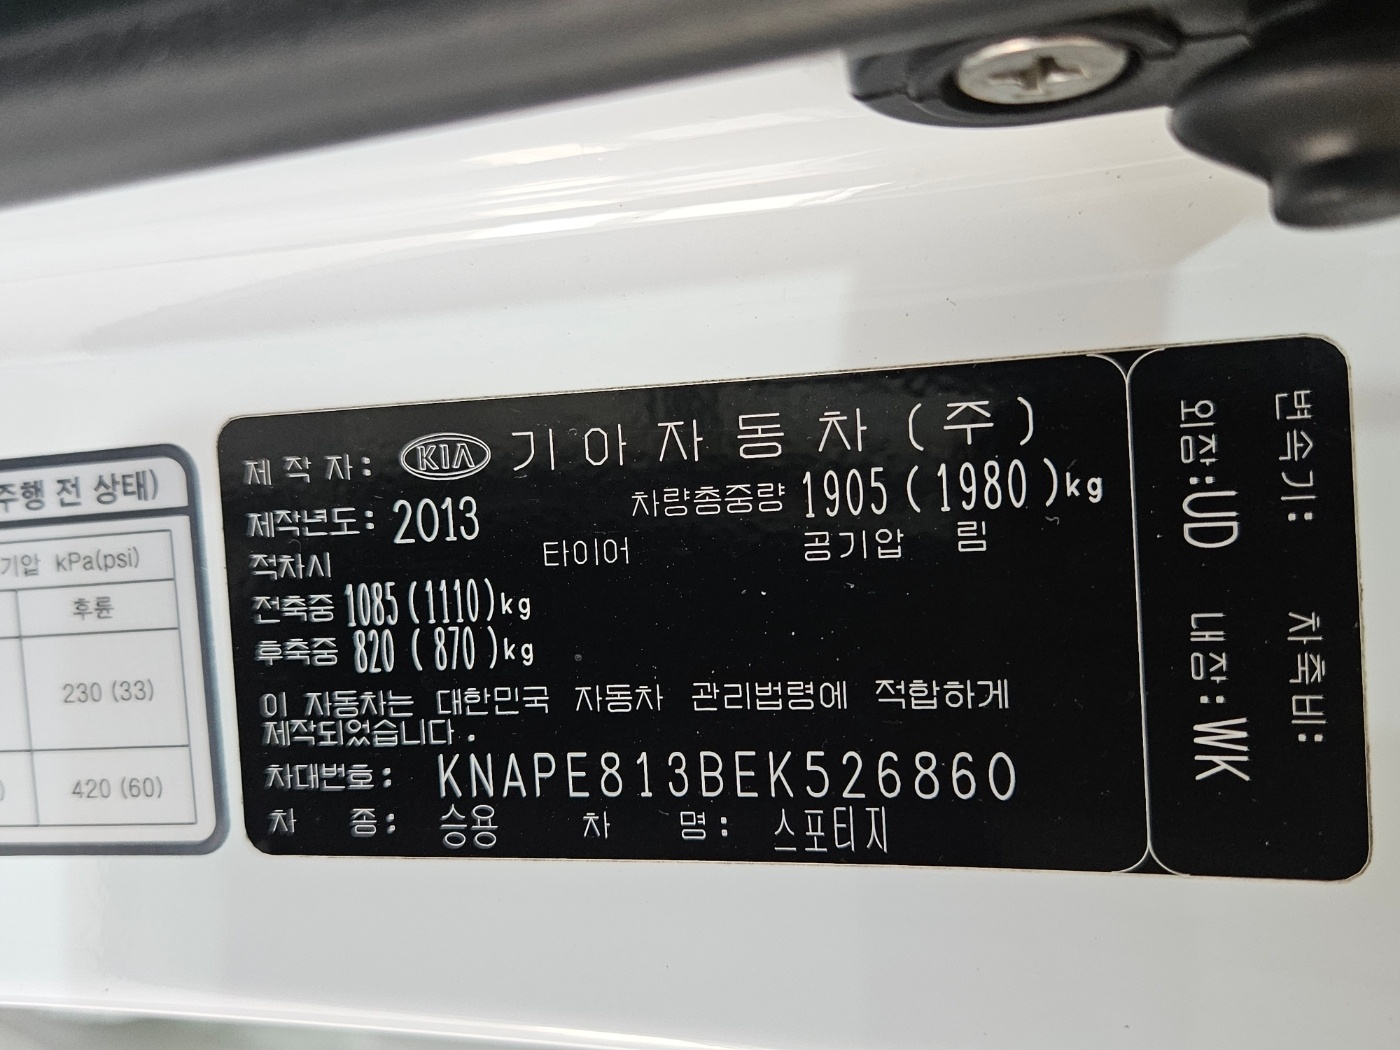 주행 전 상태)
기압 kPa(psi)
후륜
230 (33)
) 420 (60)
제 작 자: KIA 기 아 자 동 차 (주)
제작년도: 2013 차량총중량 1905 (1980)kg
적차시 타이어 공기압 림
전축중 1085(1110)kg
후축중 820 (870)kg
이 자동차는 대한민국 자동차 관리법령에 적합하게
제작되었습니다.
차대번호: KNAPE813BEK526860
차 종: 승용 차 명: 스포티지
변속기: 차축비:
외장:UD 내장:WK